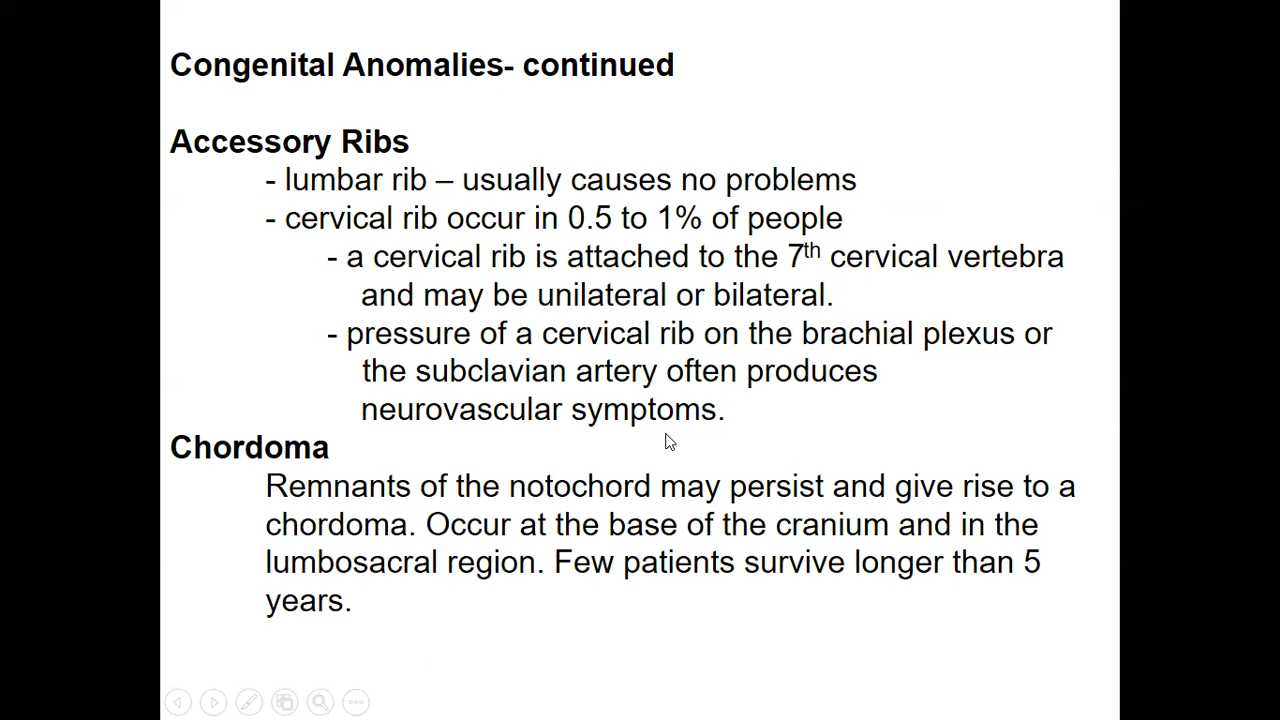 Congenital Anomalies- continued
Accessory Ribs
- lumbar rib – usually causes no problems
- cervical rib occur in 0.5 to 1% of people
- a cervical rib is attached to the 7th cervical vertebra
and may be unilateral or bilateral.
- pressure of a cervical rib on the brachial plexus or
the subclavian artery often produces
neurovascular symptoms.
Chordoma
Remnants of the notochord may persist and give rise to a
chordoma. Occur at the base of the cranium and in the
lumbosacral region. Few patients survive longer than 5
years.